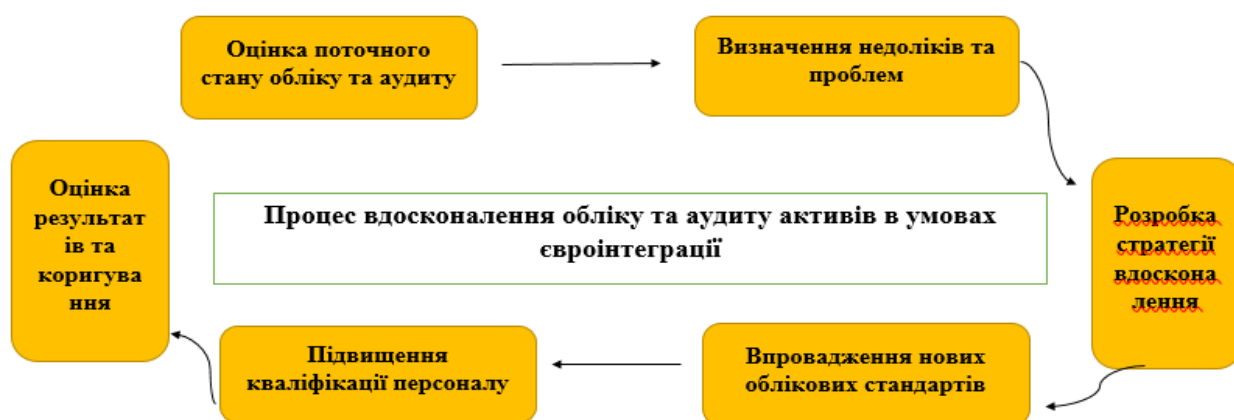 Оцінка поточного
стану обліку та аудиту
Визначення недоліків та
проблем
Розробка
стратегії
вдоскона
лення
Впровадження нових
облікових стандартів
Підвищення
кваліфікації персоналу
Оцінка
результат
ів та
коригува
ння
Процес вдосконалення обліку та аудиту активів в умовах
євроінтеграції